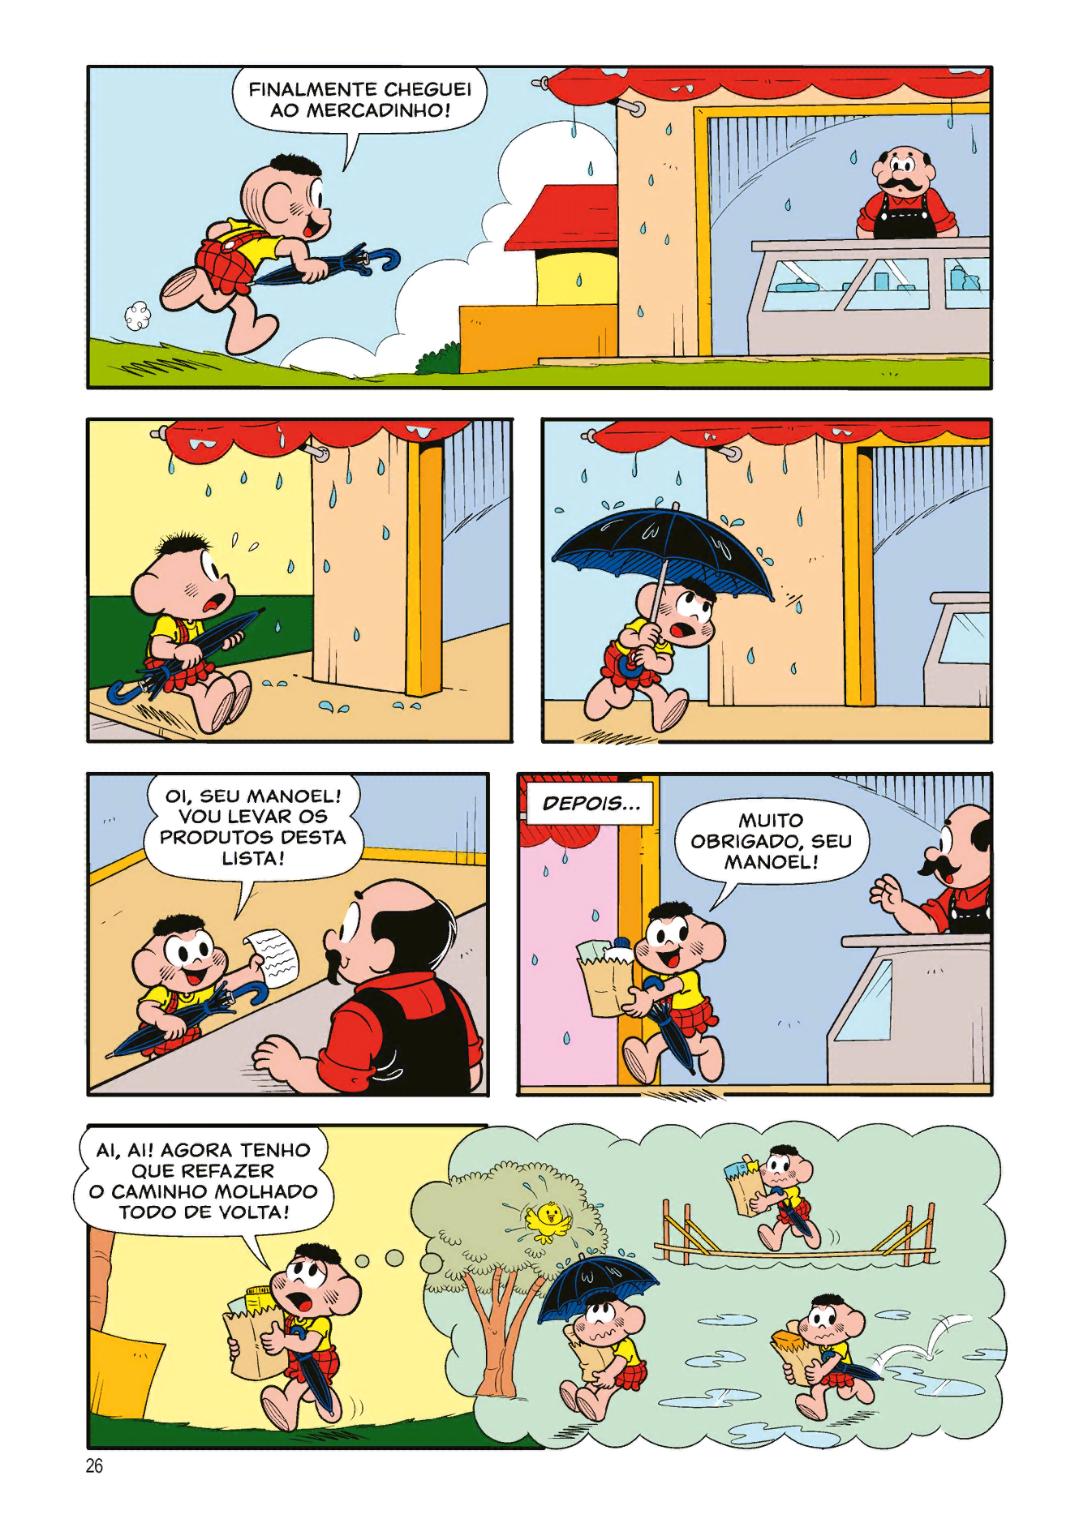 FINALMENTE CHEGUEI
AO MERCADINHO!
OI, SEU MANOEL!
VOU LEVAR OS
PRODUTOS DESTA
LISTA!
DEPOIS...
MUITO
OBRIGADO, SEU
MANOEL!
AI, AI! AGORA TENHO
QUE REFAZER
O CAMINHO MOLHADO
TODO DE VOLTA!
26